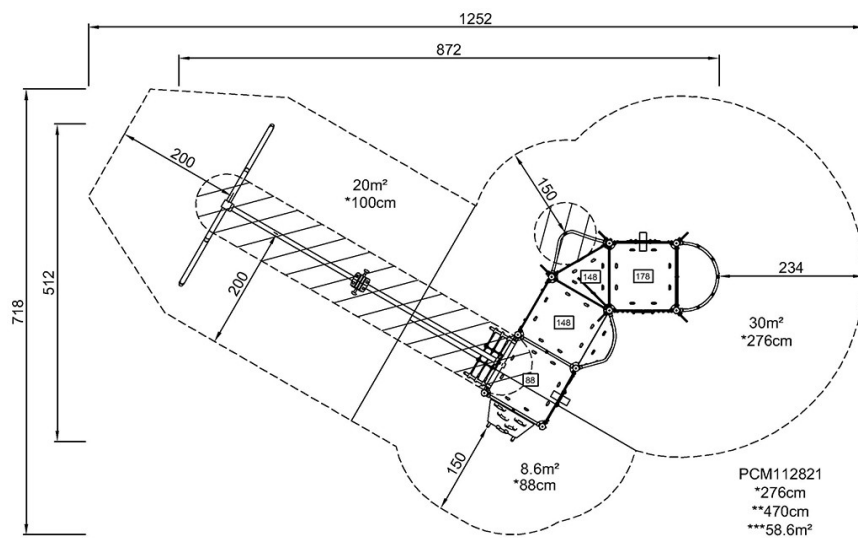 1252
872
200
20m²
*100cm
150
718
512
200
148
178
234
148
30m²
*276cm
88
150
8.6m²
*88cm
PCM112821
*276cm
**470cm
***58.6m²